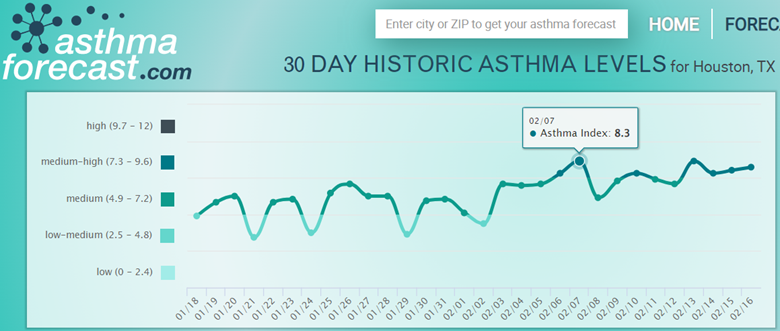 asthma
forecast.com
Enter city or ZIP to get your asthma forecast
HOME
FOREC
30 DAY HISTORIC ASTHMA LEVELS for Houston, TX
02/07
Asthma Index: 8.3
high (9.7 – 12)
medium-high (7.3 – 9.6)
medium (4.9 – 7.2)
low-medium (2.5 – 4.8)
low (0 – 2.4)
01/18 01/19 01/20 01/21 01/22 01/23 01/24 01/25 01/26 01/27 01/28 01/29 01/30 01/31 02/01 02/02 02/03 02/04 02/05 02/06 02/07 02/08 02/09 02/10 02/11 02/12 02/13 02/14 02/15 02/16